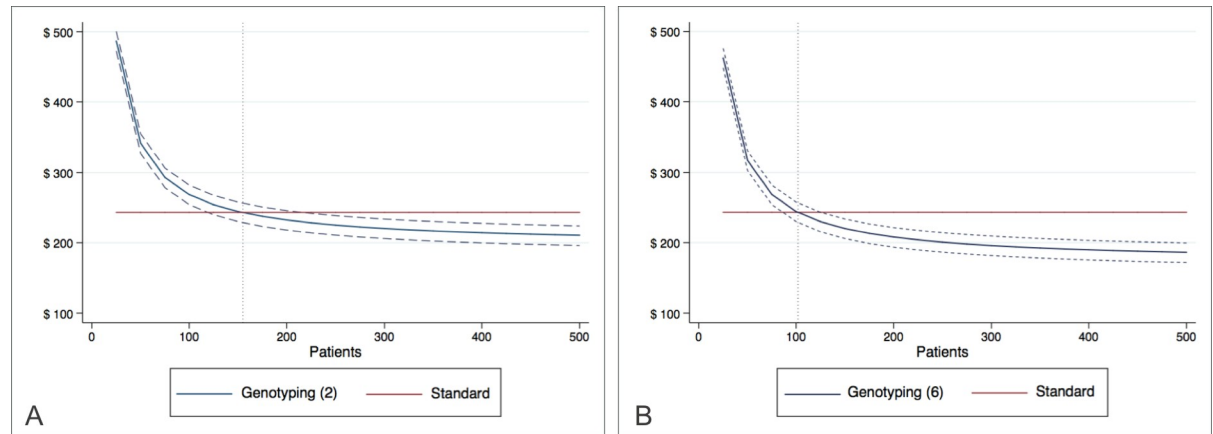 $ 500
$ 400
$ 300
$ 200
$ 100
0 100 200 300 400 500
Patients
Genotyping (2) Standard
A
$ 500
$ 400
$ 300
$ 200
$ 100
0 100 200 300 400 500
Patients
Genotyping (6) Standard
B